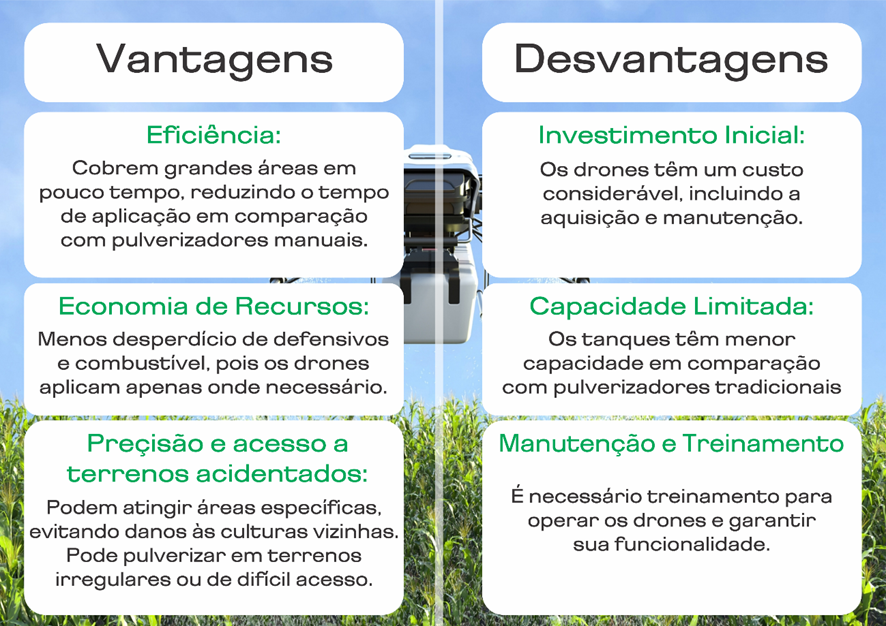 Vantagens
Eficiência:
Cobrem grandes áreas em
pouco tempo, reduzindo o tempo
de aplicação em comparação
com pulverizadores manuais.
Economia de Recursos:
Menos desperdício de defensivos
e combustível, pois os drones
aplicam apenas onde necessário.
Preçisão e acesso a
terrenos acidentados:
Podem atingir áreas específicas,
evitando danos às culturas vizinhas.
Pode pulverizar em terrenos
irregulares ou de difícil acesso.
Desvantagens
Investimento Inicial:
Os drones têm um custo
considerável, incluindo a
aquisição e manutenção.
Capacidade Limitada:
Os tanques têm menor
capacidade em comparação
com pulverizadores tradicionais
Manutenção e Treinamento
É necessário treinamento para
operar os drones e garantir
sua funcionalidade.